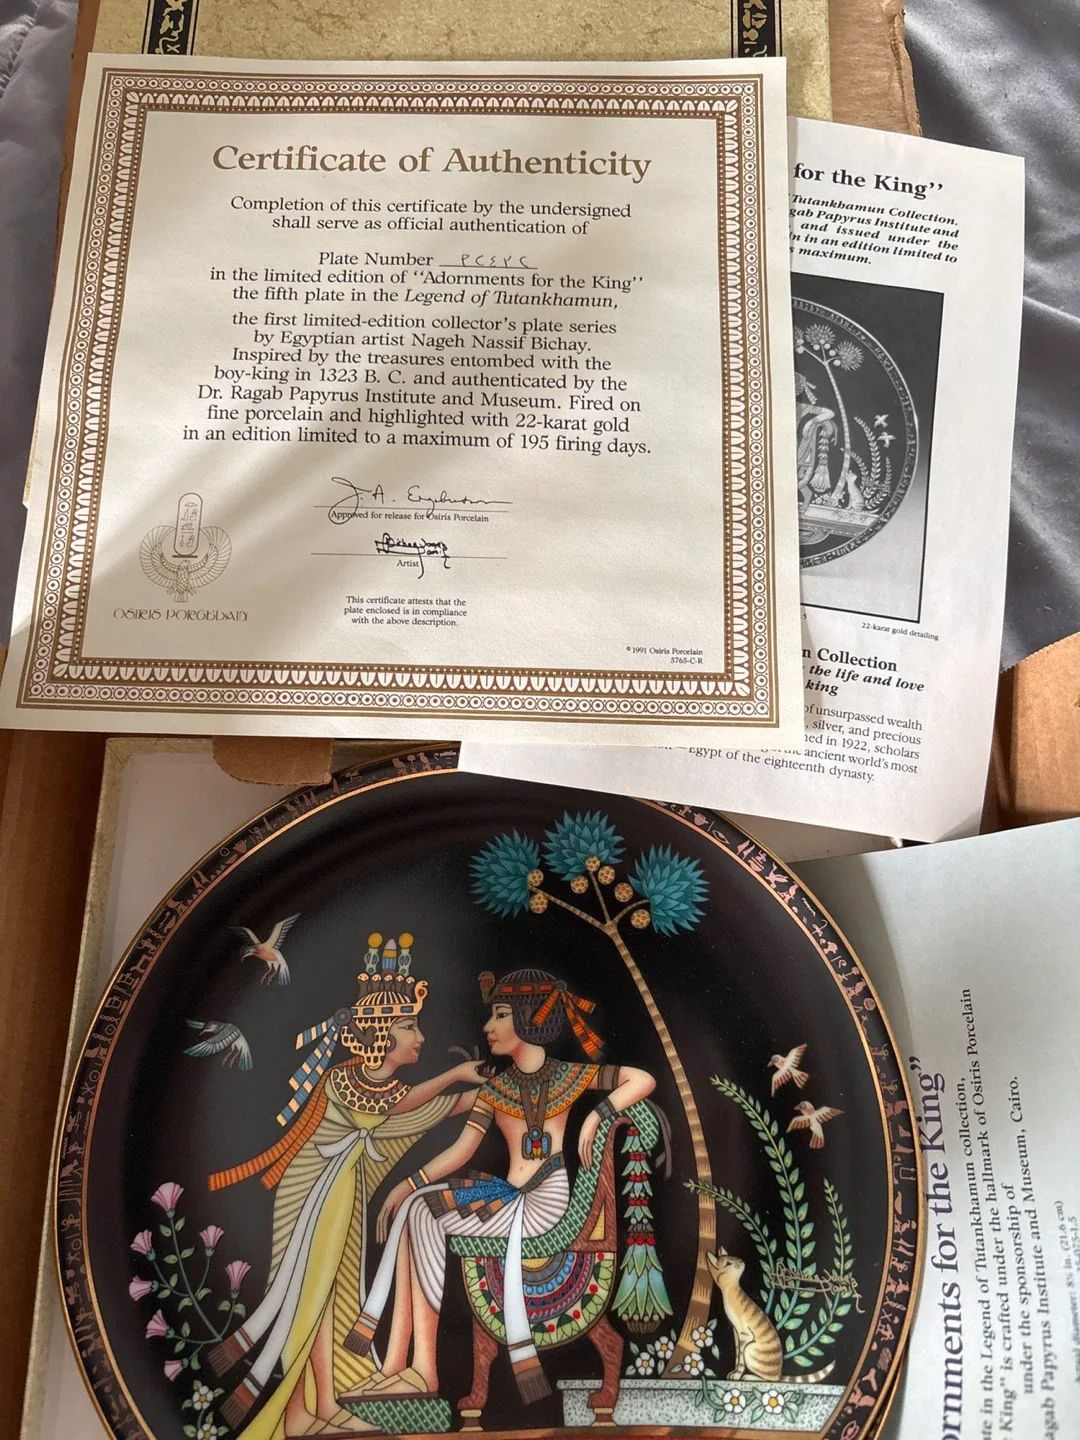 Certificate of Authenticity
Completion of this certificate by the undersigned
shall serve as official authentication of
Plate Number
in the limited edition of “Adornments for the King”
the fifth plate in the Legend of Tutankhamun,
the first limited-edition collector's plate series
by Egyptian artist Nageh Nassif Bichay.
Inspired by the treasures entombed with the
boy-king in 1323 B. C. and authenticated by the
Dr. Ragab Papyrus Institute and Museum. Fired on
fine porcelain and highlighted with 22-karat gold
in an edition limited to a maximum of 195 firing days.
J. A.
Approved for release for Osiris Porcelain
Artist
OSIRIS PORCELAIN
This certificate attests that the
plate enclosed is in compliance
with the above description.
© 1991 Osiris Porcelain
5765-C-R
for the King”
Tutankhamun Collection.
gab Papyrus Institute and
and issued under the
in an edition limited to
maximum.
22-karat gold detailing
Collection
the life and love
king
of unsurpassed wealth
, silver, and precious
in 1922, scholars
ancient world's most
Egypt of the eighteenth dynasty.
ornments for the King”
in the Legend of Tutankhamun collection,
King” is crafted under the hallmark of Osiris Porcelain
under the sponsorship of
agab Papyrus Institute and Museum, Cairo.
diameter: 8½ in. (21.6 cm)